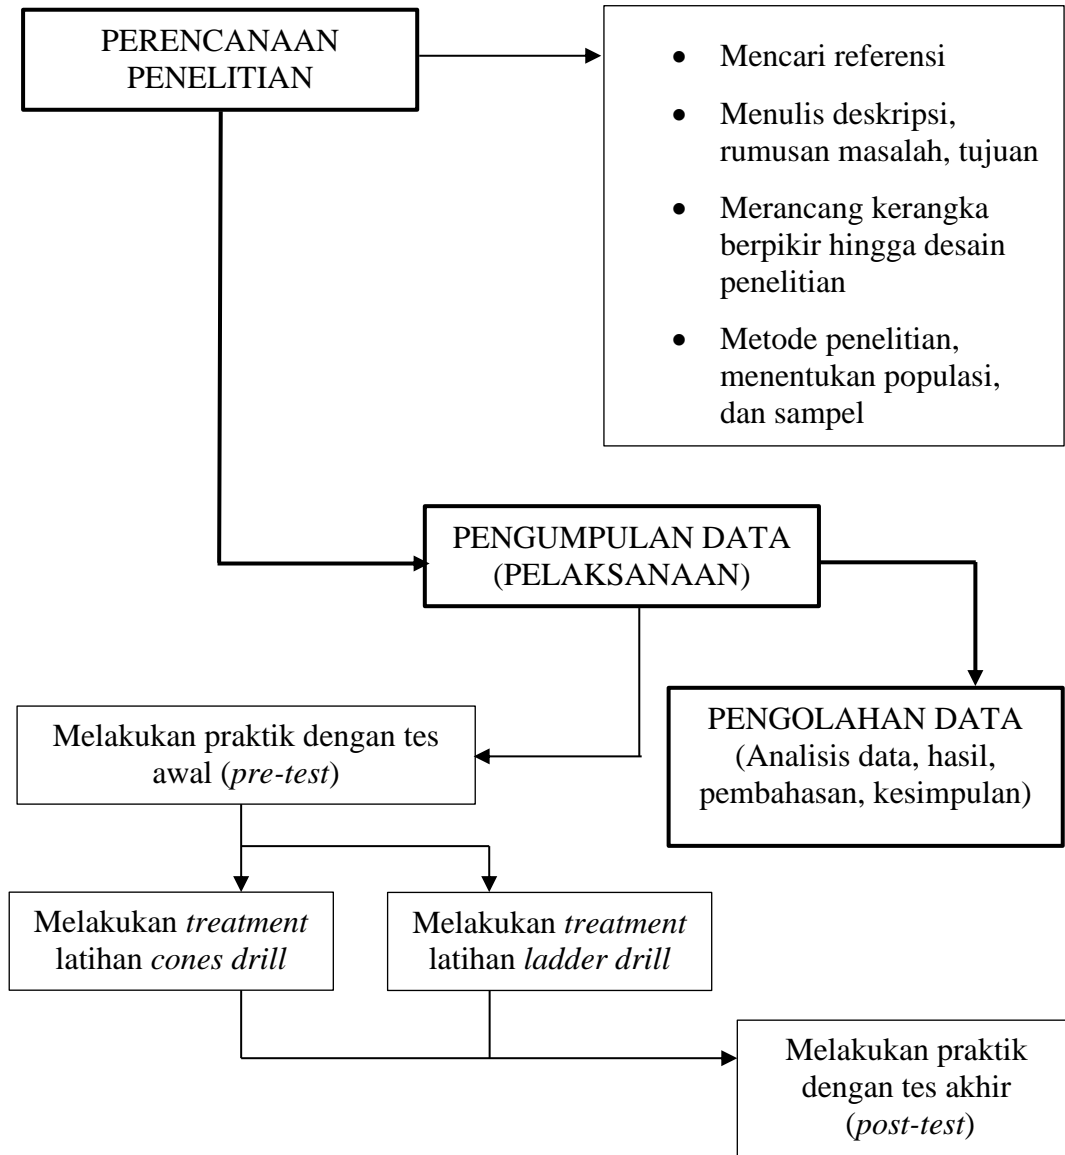 PERENCANAAN
PENELITIAN
• Mencari referensi
• Menulis deskripsi,
rumusan masalah, tujuan
• Merancang kerangka
berpikir hingga desain
penelitian
• Metode penelitian,
menentukan populasi,
dan sampel
PENGUMPULAN DATA
(PELAKSANAAN)
PENGOLAHAN DATA
(Analisis data, hasil,
pembahasan, kesimpulan)
Melakukan praktik dengan tes
awal (pre-test)
Melakukan treatment
latihan cones drill
Melakukan treatment
latihan ladder drill
Melakukan praktik
dengan tes akhir
(post-test)